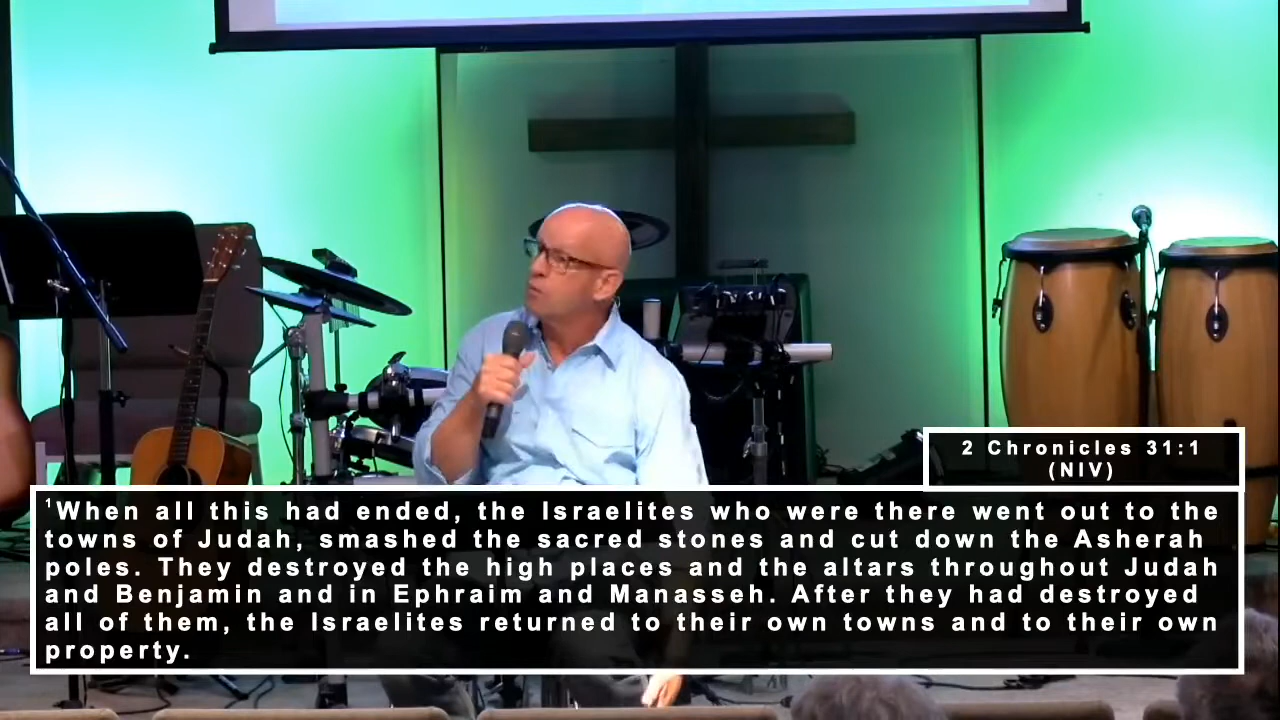 2 Chronicles 31:1
(NIV)
¹When all this had ended, the Israelites who were there went out to the
towns of Judah, smashed the sacred stones and cut down the Asherah
poles. They destroyed the high places and the altars throughout Judah
and Benjamin and in Ephraim and Manasseh. After they had destroyed
all of them, the Israelites returned to their own towns and to their own
property.